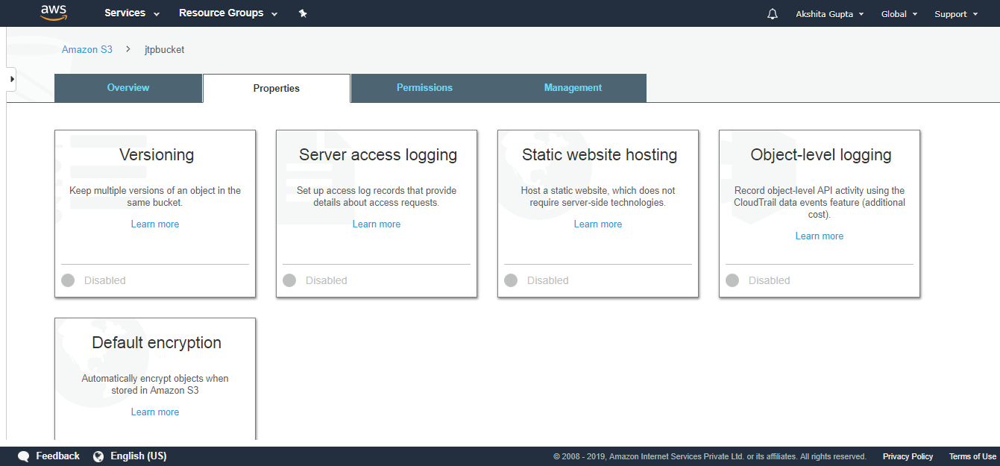 aws Services Resource Groups Akshita Gupta Global Support
Amazon S3 > jtpbucket
Overview Properties Permissions Management
Versioning
Keep multiple versions of an object in the
same bucket.
Learn more
Disabled
Server access logging
Set up access log records that provide
details about access requests.
Learn more
Disabled
Static website hosting
Host a static website, which does not
require server-side technologies.
Learn more
Disabled
Object-level logging
Record object-level API activity using the
CloudTrail data events feature (additional
cost).
Learn more
Disabled
Default encryption
Automatically encrypt objects when
stored in Amazon S3
Learn more
Feedback English (US) © 2008 - 2019, Amazon Internet Services Private Ltd. or its affiliates. All rights reserved. Privacy Policy Terms of Use